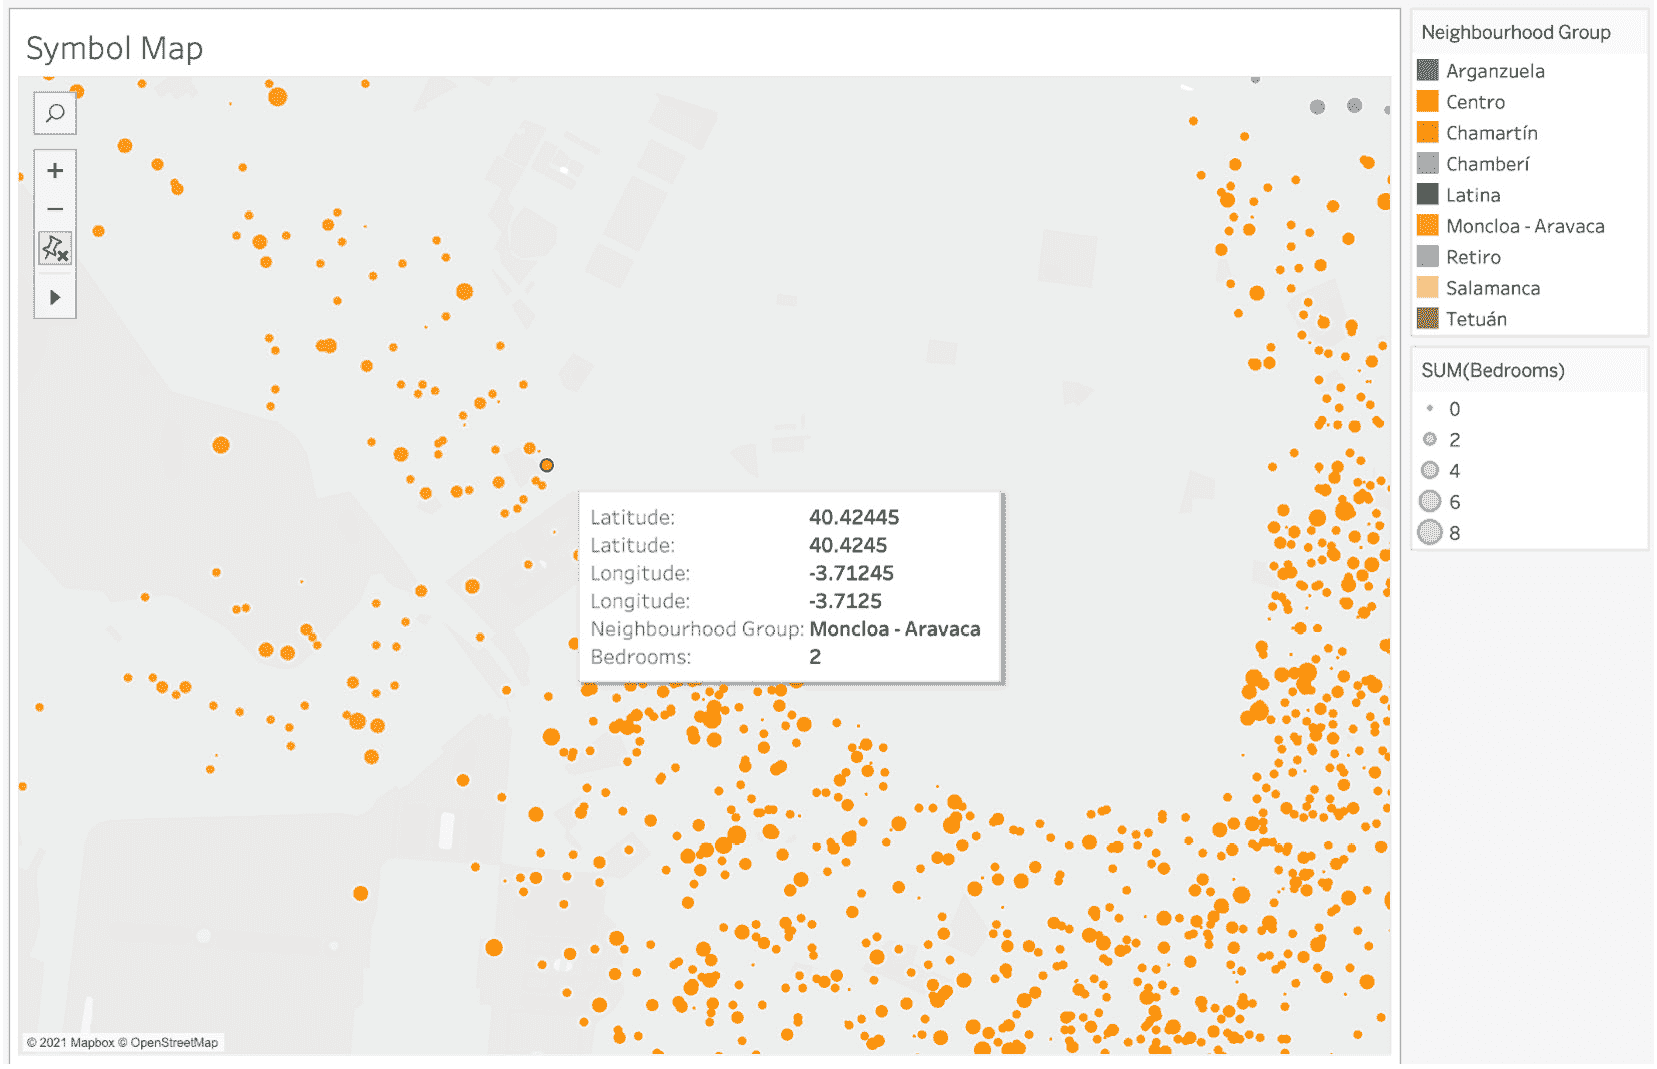 Symbol Map
+
−
Latitude: 40.42445
Latitude: 40.4245
Longitude: -3.71245
Longitude: -3.7125
Neighbourhood Group: Moncloa - Aravaca
Bedrooms: 2
© 2021 Mapbox © OpenStreetMap
Neighbourhood Group
Arganzuela
Centro
Chamartín
Chamberí
Latina
Moncloa - Aravaca
Retiro
Salamanca
Tetuán
SUM(Bedrooms)
0
2
4
6
8